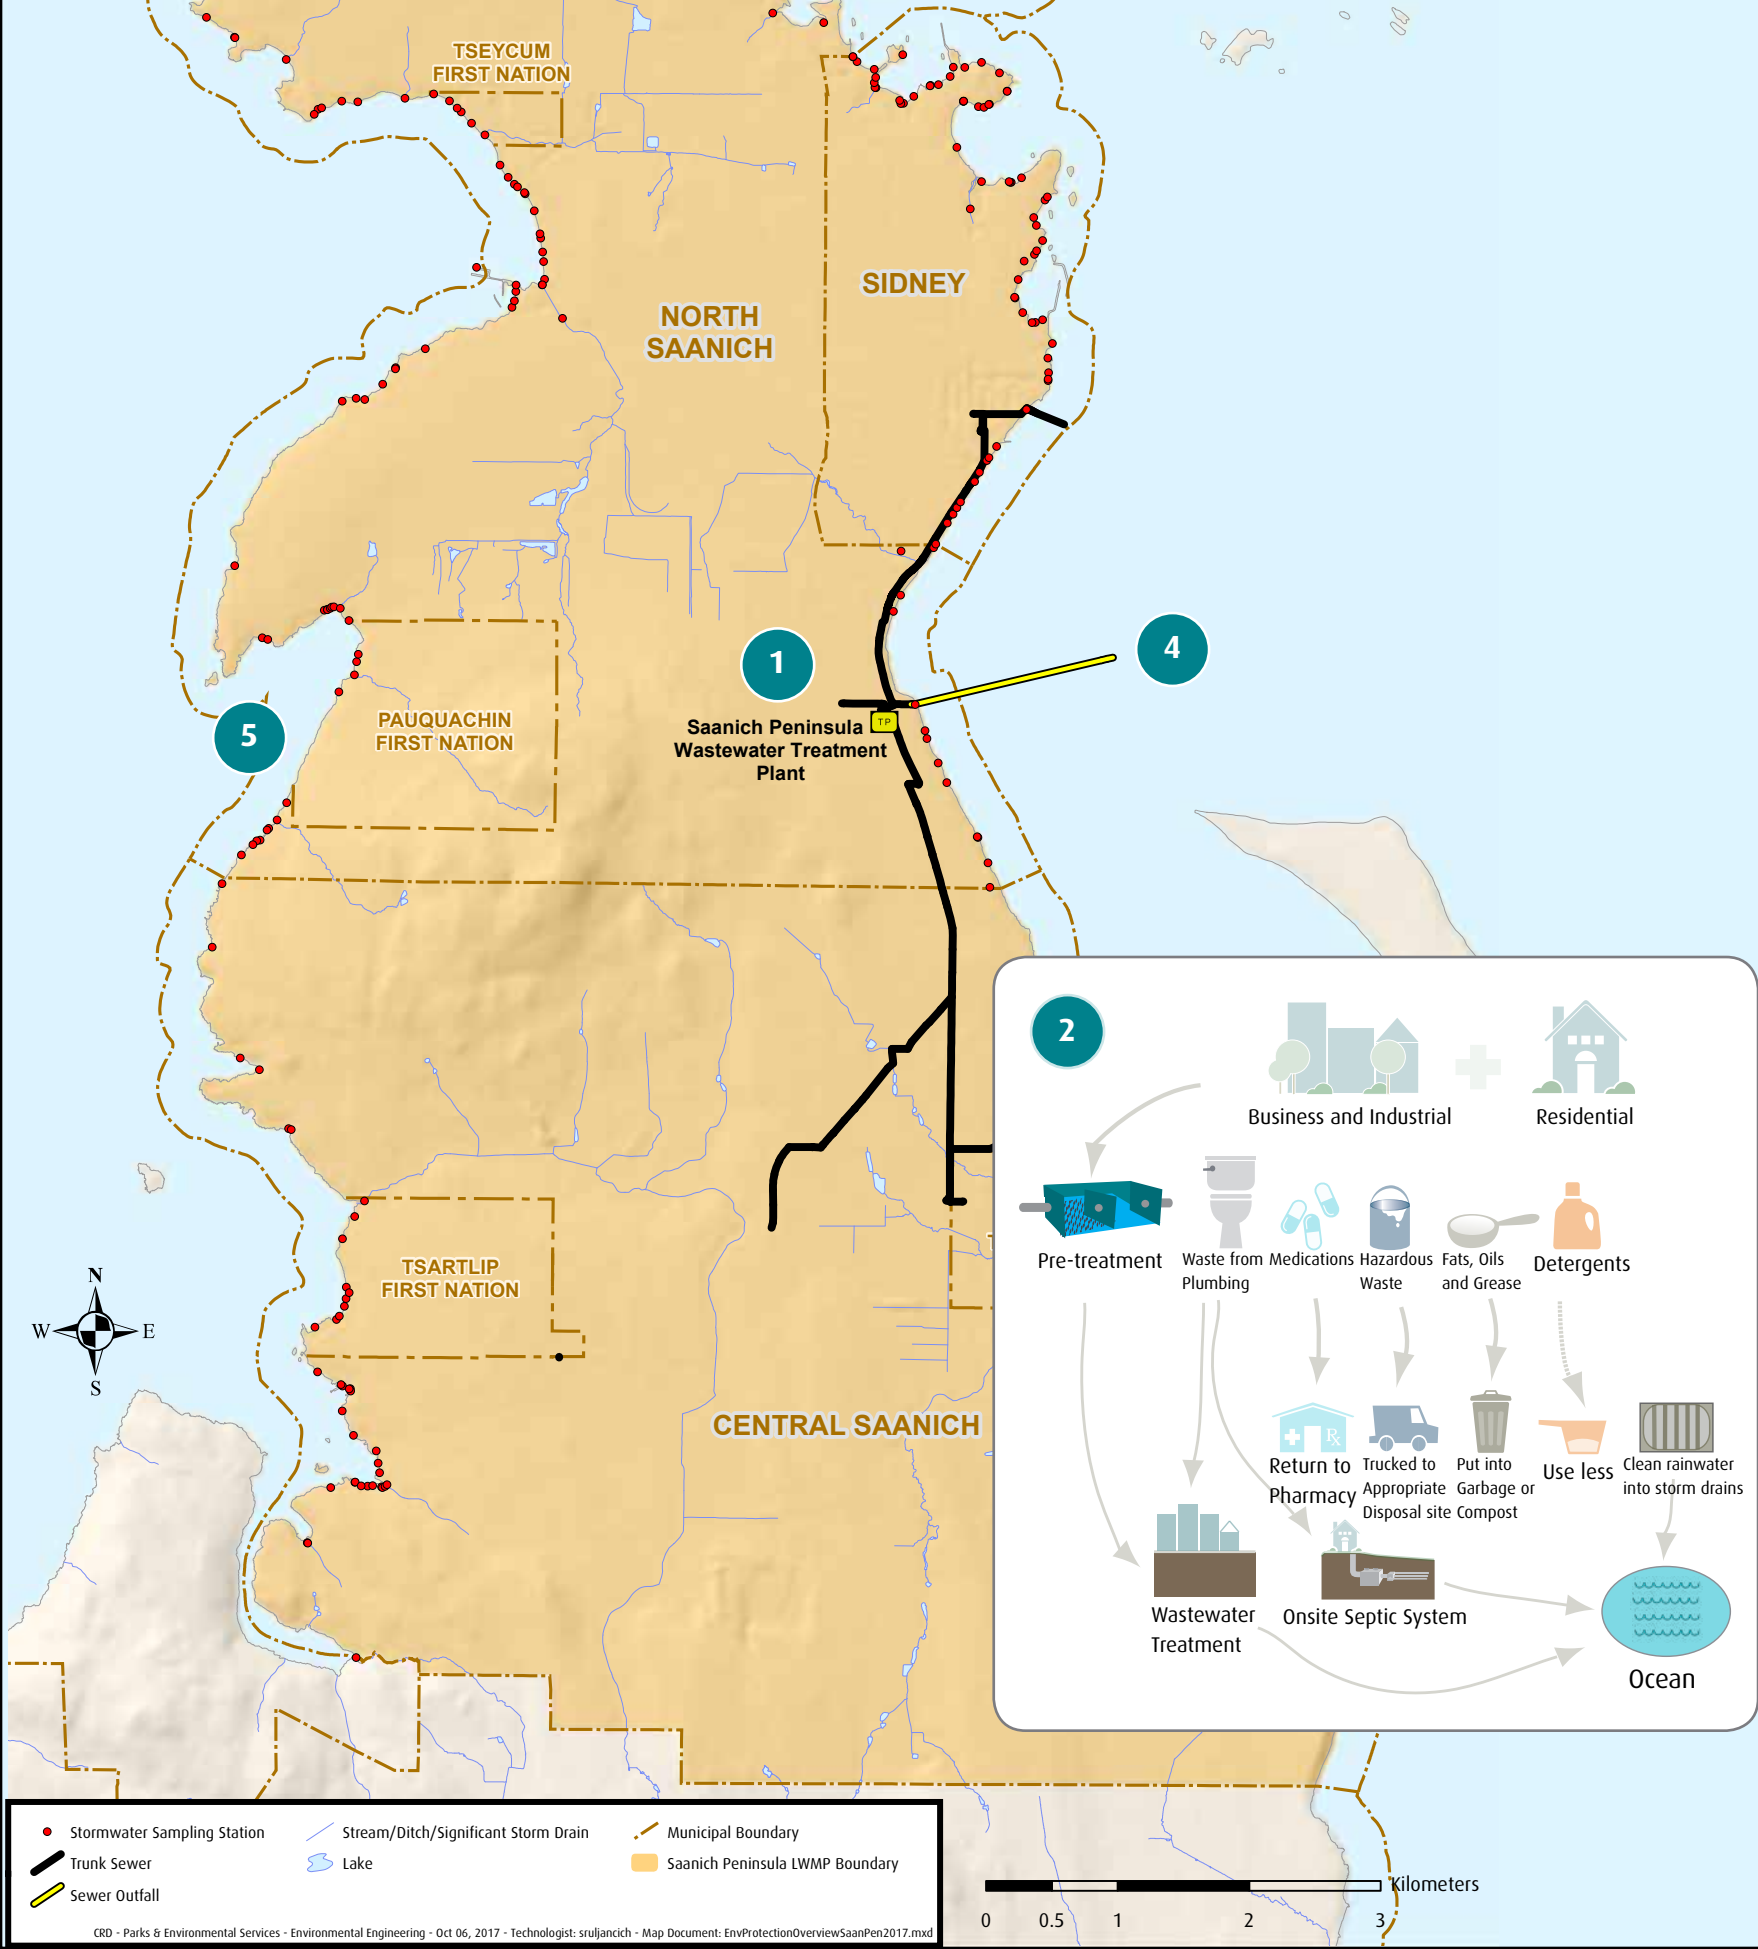 TSEYCUM
FIRST NATION
SIDNEY
NORTH
SAANICH
1
4
Saanich Peninsula
Wastewater Treatment
Plant
TP
PAUQUACHIN
FIRST NATION
5
TSARTLIP
FIRST NATION
CENTRAL SAANICH
N
W
E
S
2
Business and Industrial
Residential
Pre-treatment
Waste from
Plumbing
Medications
Hazardous
Waste
Fats, Oils
and Grease
Detergents
Rx
Return to
Pharmacy
Trucked to
Appropriate
Disposal site
Put into
Garbage or
Compost
Use less
Clean rainwater
into storm drains
Wastewater
Treatment
Onsite Septic System
Ocean
Stormwater Sampling Station
Trunk Sewer
Sewer Outfall
Stream/Ditch/Significant Storm Drain
Lake
Municipal Boundary
Saanich Peninsula LWMP Boundary
CRD - Parks & Environmental Services - Environmental Engineering - Oct 06, 2017 - Technologist: sruljancich - Map Document: EnvProtectionOverviewSaanPen2017.mxd
Kilometers
0 0.5 1 2 3